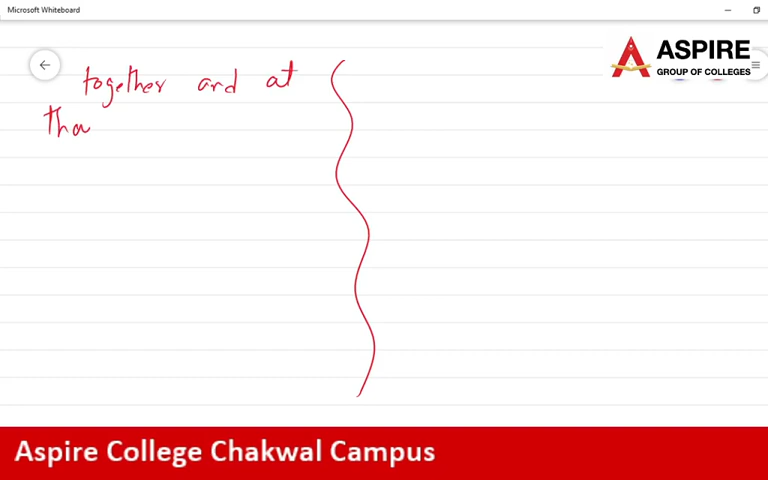 Microsoft Whiteboard
ASPIRE
GROUP OF COLLEGES
together and at
tha
Aspire College Chakwal Campus